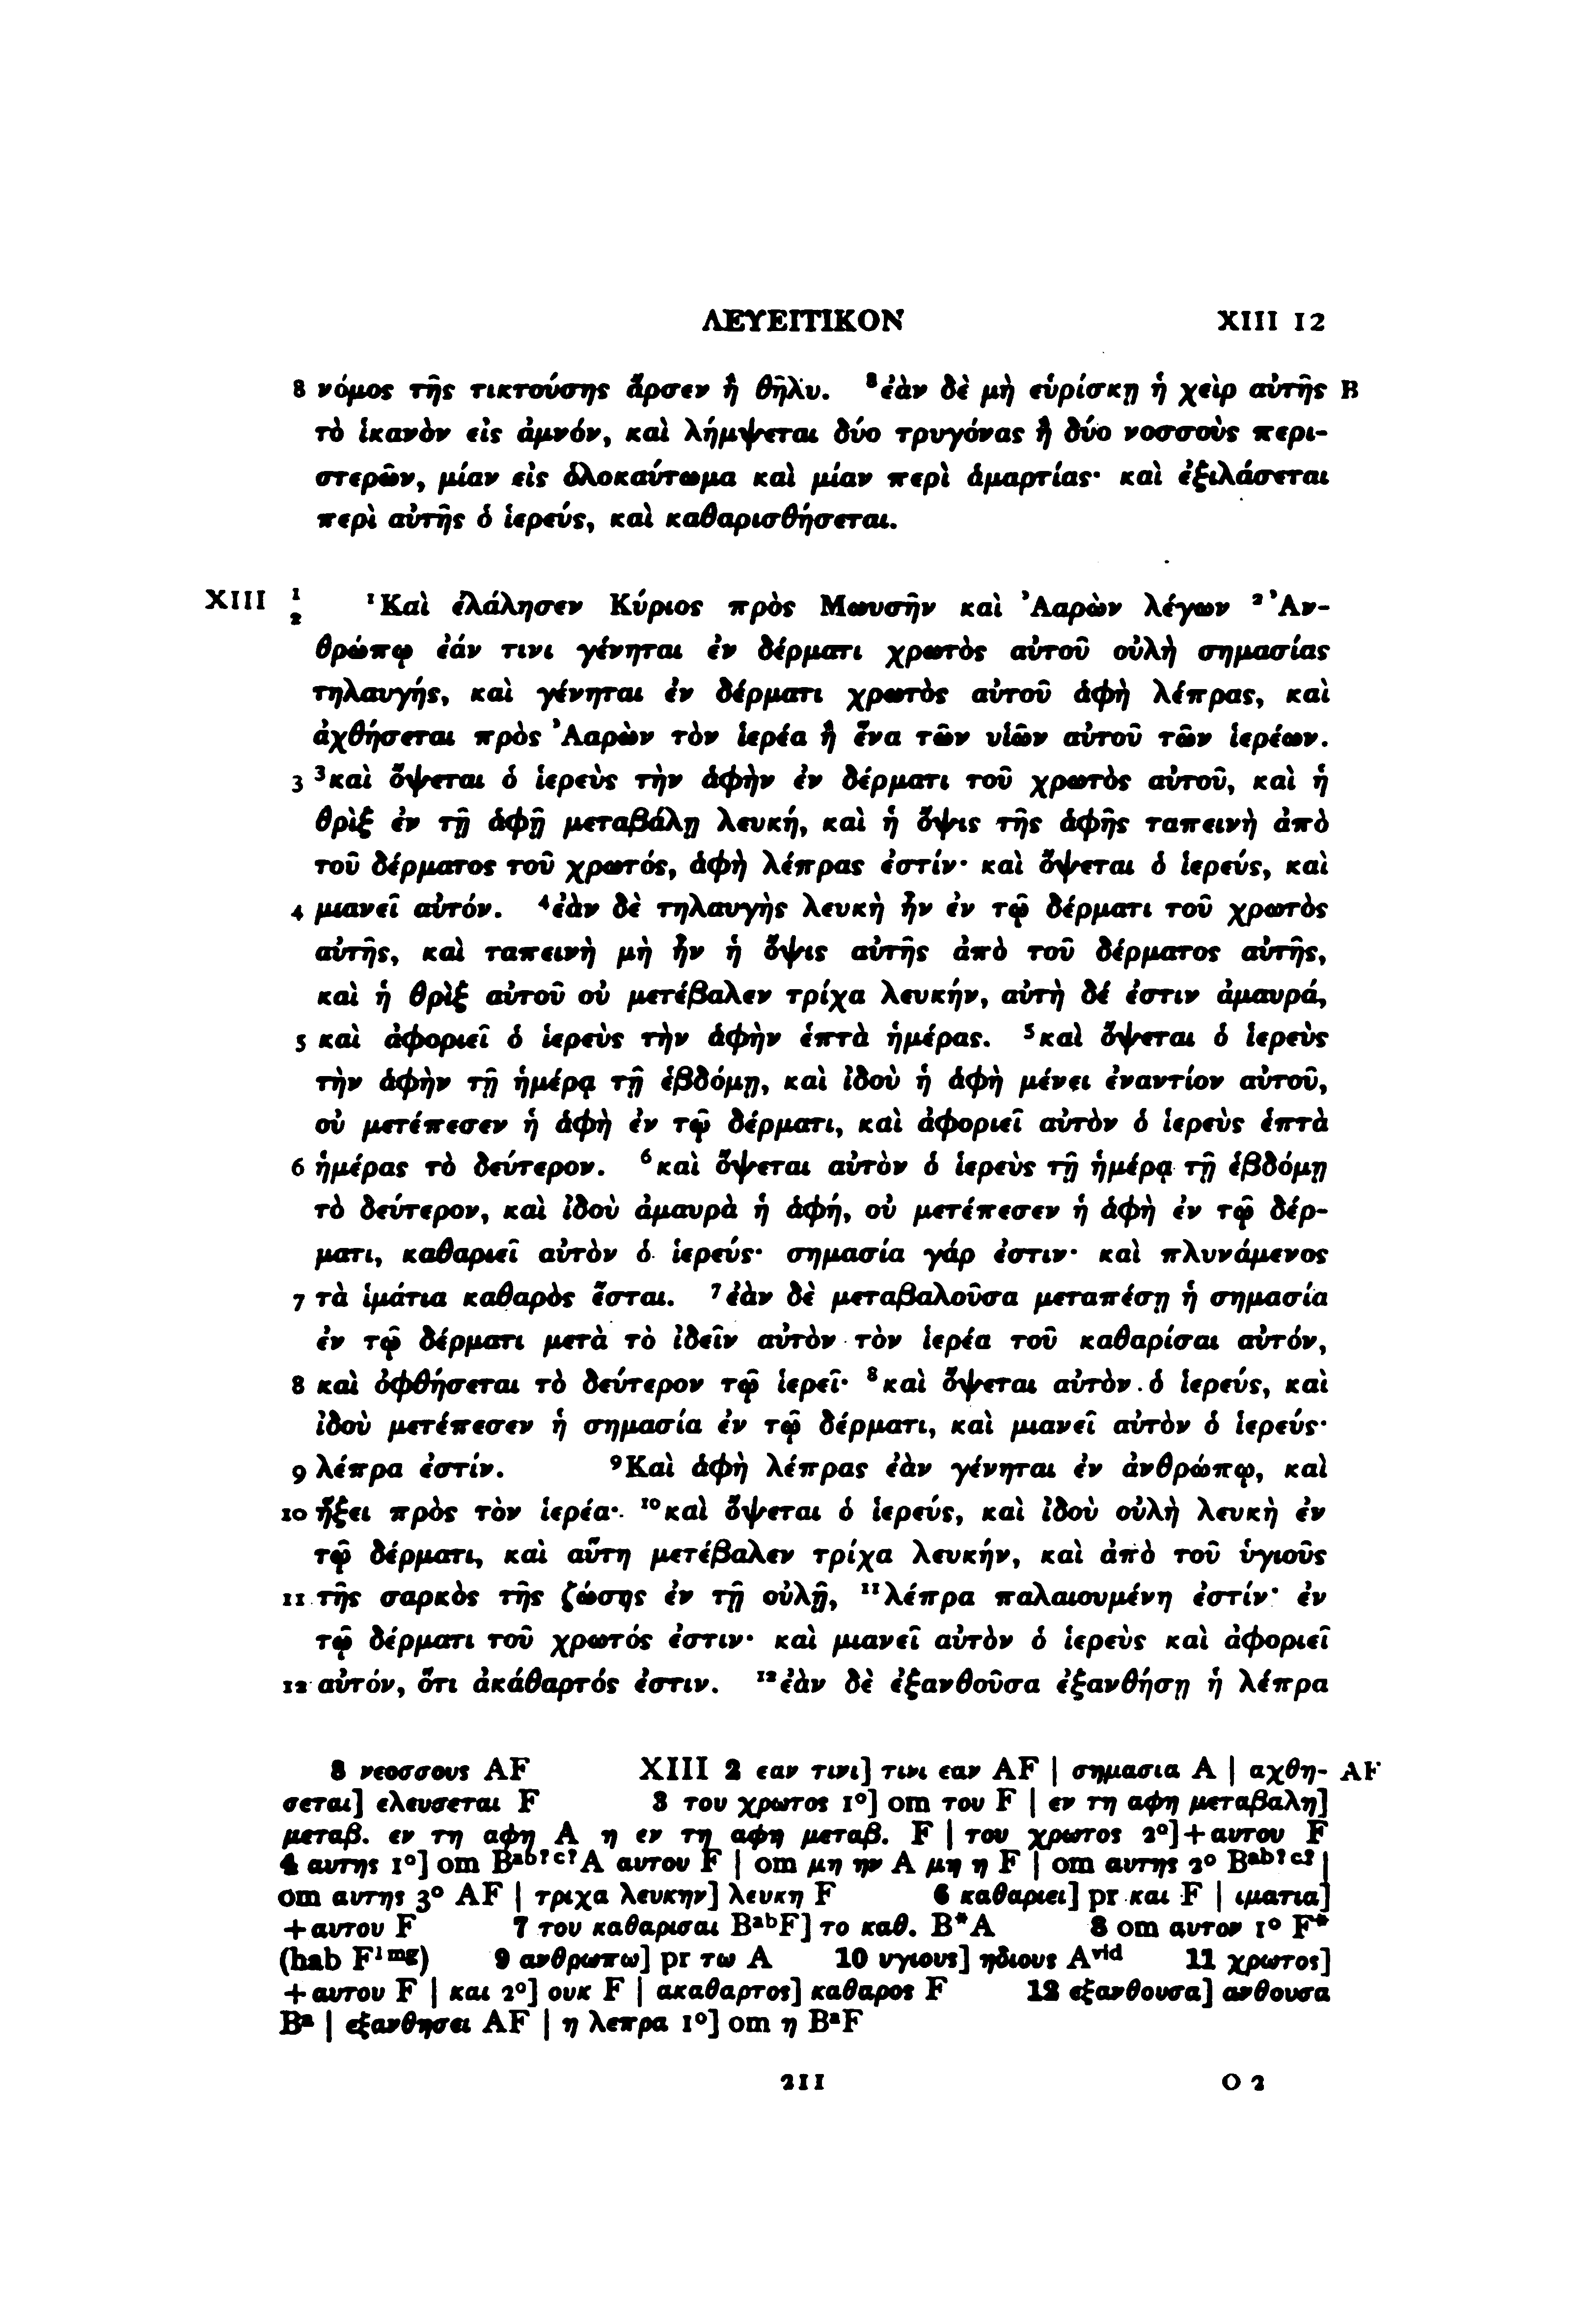 ΛΕΥΕΙΤΙΚΟΝ XIII 12
8 νόμος τῆς τικτούσης ἄρσεν ἢ θῆλυ. ⁸ἐὰν δὲ μὴ εὑρίσκῃ ἡ χεὶρ αὐτῆς B
τὸ ἱκανὸν εἰς ἀμνόν, καὶ λήμψεται δύο τρυγόνας ἢ δύο νοσσοὺς περι-
στερῶν, μίαν εἰς ὁλοκαύτωμα καὶ μίαν περὶ ἁμαρτίας· καὶ ἐξιλάσεται
περὶ αὐτῆς ὁ ἱερεύς, καὶ καθαρισθήσεται.
XIII 1 ¹Καὶ ἐλάλησεν Κύριος πρὸς Μωυσῆν καὶ Ἀαρὼν λέγων ²Ἀν-
2 θρώπῳ ἐάν τινι γένηται ἐν δέρματι χρωτὸς αὐτοῦ οὐλὴ σημασίας
τηλαυγής, καὶ γένηται ἐν δέρματι χρωτὸς αὐτοῦ ἁφὴ λέπρας, καὶ
ἀχθήσεται πρὸς Ἀαρὼν τὸν ἱερέα ἢ ἕνα τῶν υἱῶν αὐτοῦ τῶν ἱερέων.
3 ³καὶ ὄψεται ὁ ἱερεὺς τὴν ἁφὴν ἐν δέρματι τοῦ χρωτὸς αὐτοῦ, καὶ ἡ
θρὶξ ἐν τῇ ἁφῇ μεταβάλῃ λευκή, καὶ ἡ ὄψις τῆς ἁφῆς ταπεινὴ ἀπὸ
τοῦ δέρματος τοῦ χρωτός, ἁφὴ λέπρας ἐστίν· καὶ ὄψεται ὁ ἱερεύς, καὶ
4 μιανεῖ αὐτόν. ⁴ἐὰν δὲ τηλαυγὴς λευκὴ ἦν ἐν τῷ δέρματι τοῦ χρωτὸς
αὐτῆς, καὶ ταπεινὴ μὴ ἦν ἡ ὄψις αὐτῆς ἀπὸ τοῦ δέρματος αὐτῆς,
καὶ ἡ θρὶξ αὐτοῦ οὐ μετέβαλεν τρίχα λευκήν, αὐτὴ δέ ἐστιν ἀμαυρά,
5 καὶ ἀφοριεῖ ὁ ἱερεὺς τὴν ἁφὴν ἑπτὰ ἡμέρας. ⁵καὶ ὄψεται ὁ ἱερεὺς
τὴν ἁφὴν τῇ ἡμέρᾳ τῇ ἑβδόμῃ, καὶ ἰδοὺ ἡ ἁφὴ μένει ἐναντίον αὐτοῦ,
οὐ μετέπεσεν ἡ ἁφὴ ἐν τῷ δέρματι, καὶ ἀφοριεῖ αὐτὸν ὁ ἱερεὺς ἑπτὰ
6 ἡμέρας τὸ δεύτερον. ⁶καὶ ὄψεται αὐτὸν ὁ ἱερεὺς τῇ ἡμέρᾳ τῇ ἑβδόμῃ
τὸ δεύτερον, καὶ ἰδοὺ ἀμαυρὰ ἡ ἁφή, οὐ μετέπεσεν ἡ ἁφὴ ἐν τῷ δέρ-
ματι, καθαριεῖ αὐτὸν ὁ ἱερεύς· σημασία γάρ ἐστιν· καὶ πλυνάμενος
7 τὰ ἱμάτια καθαρὸς ἔσται. ⁷ἐὰν δὲ μεταβαλοῦσα μεταπέσῃ ἡ σημασία
ἐν τῷ δέρματι μετὰ τὸ ἰδεῖν αὐτὸν τὸν ἱερέα τοῦ καθαρίσαι αὐτόν,
8 καὶ ὀφθήσεται τὸ δεύτερον τῷ ἱερεῖ· ⁸καὶ ὄψεται αὐτὸν ὁ ἱερεύς, καὶ
ἰδοὺ μετέπεσεν ἡ σημασία ἐν τῷ δέρματι, καὶ μιανεῖ αὐτὸν ὁ ἱερεύς·
9 λέπρα ἐστίν. ⁹Καὶ ἁφὴ λέπρας ἐὰν γένηται ἐν ἀνθρώπῳ, καὶ
10 ἥξει πρὸς τὸν ἱερέα· ¹⁰καὶ ὄψεται ὁ ἱερεύς, καὶ ἰδοὺ οὐλὴ λευκὴ ἐν
τῷ δέρματι, καὶ αὕτη μετέβαλεν τρίχα λευκήν, καὶ ἀπὸ τοῦ ὑγιοῦς
11 τῆς σαρκὸς τῆς ζώσης ἐν τῇ οὐλῇ, ¹¹λέπρα παλαιουμένη ἐστίν· ἐν
τῷ δέρματι τοῦ χρωτός ἐστιν· καὶ μιανεῖ αὐτὸν ὁ ἱερεὺς καὶ ἀφοριεῖ
12 αὐτόν, ὅτι ἀκάθαρτός ἐστιν. ¹²ἐὰν δὲ ἐξανθοῦσα ἐξανθήσῃ ἡ λέπρα
8 νεοσσους AF XIII 2 εαν τινι] τινι εαν AF | σημασια A | αχθη- AF
σεται] ελευσεται F 3 του χρωτος 1°] om του F | εν τη αφη μεταβαλη]
μεταβ. εν τη αφη A η εν τη αφη μεταβ. F | του χρωτος 2°]+αυτου F
4 αυτης 1°] om Bᵃᵇ?ᶜ?A αυτου F | om μη ην A μη η F | om αυτης 2° Bᵃᵇ?ᶜ? |
om αυτης 3° AF | τριχα λευκην] λευκη F 6 καθαριει] pr και F | ιματια]
+αυτου F 7 του καθαρισαι BᵃᵇF] το καθ. B*A 8 om αυτον 1° F*
(hab F¹ᵐᵍ) 9 ανθρωπω] pr τω A 10 υγιους] ηδιους Aᵛⁱᵈ 11 χρωτος]
+αυτου F | και 2°] ουκ F | ακαθαρτος] καθαρος F 12 εξανθουσα] ανθουσα
Bᵃ | εξανθησει AF | η λεπρα 1°] om η BᵃF
211 O 2